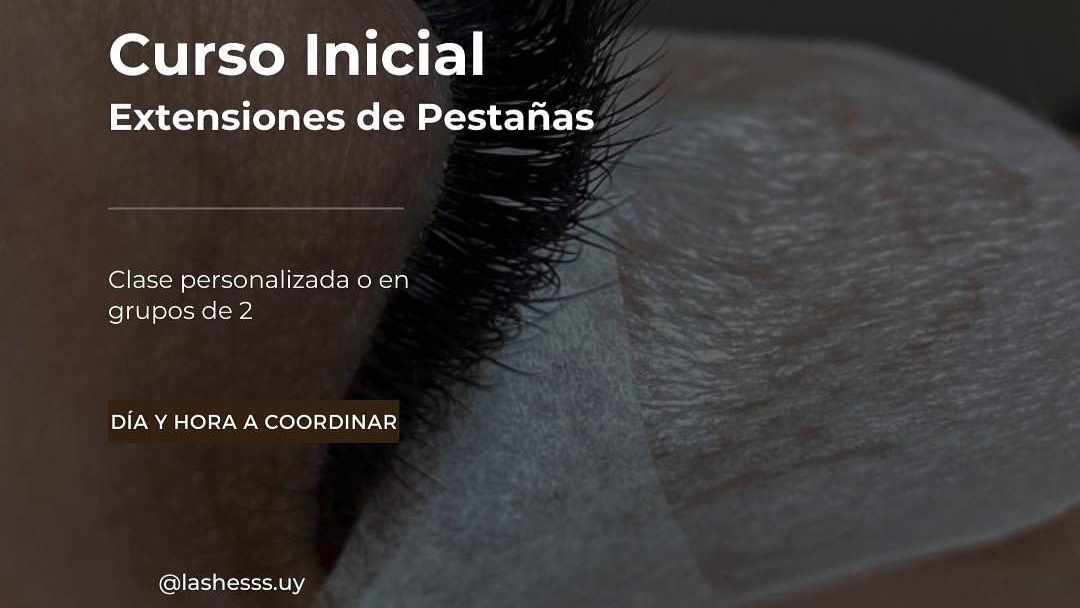 Curso Inicial
Extensiones de Pestañas
Clase personalizada o en
grupos de 2
DÍA Y HORA A COORDINAR
@lashesss.uy